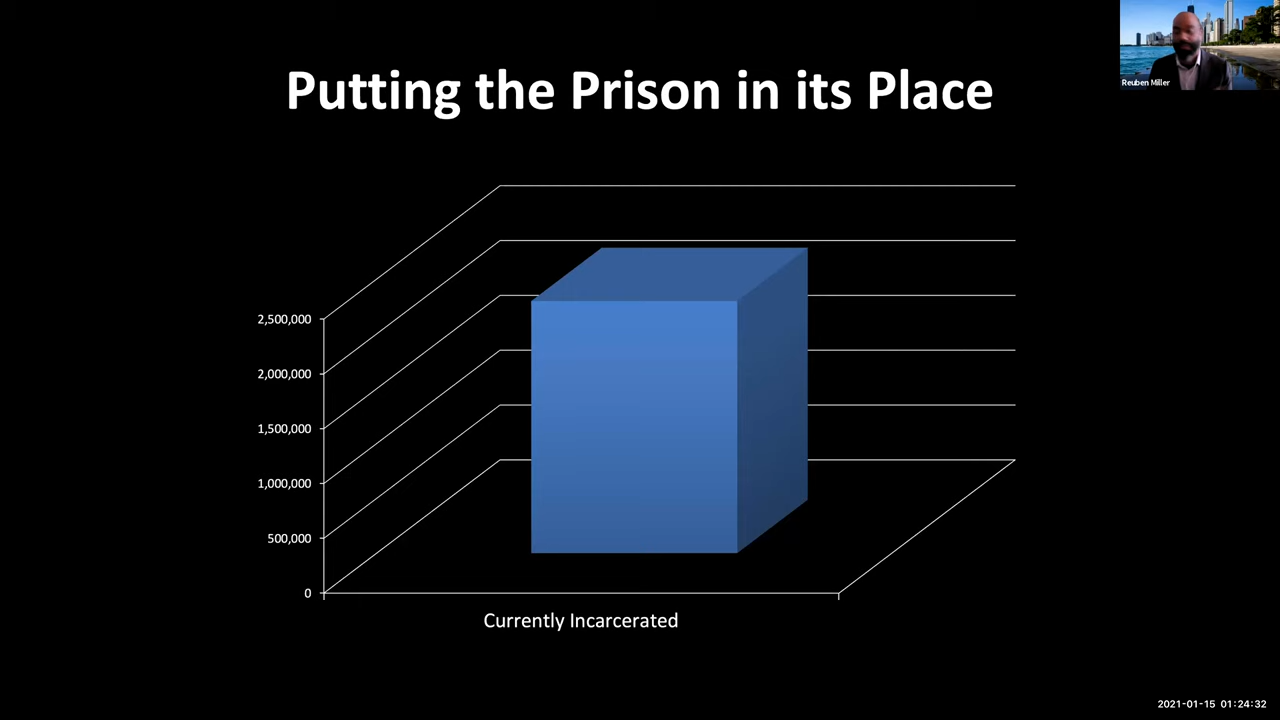 Putting the Prison in its Place
Reuben Miller
2,500,000
2,000,000
1,500,000
1,000,000
500,000
0
Currently Incarcerated
2021-01-15 01:24:32